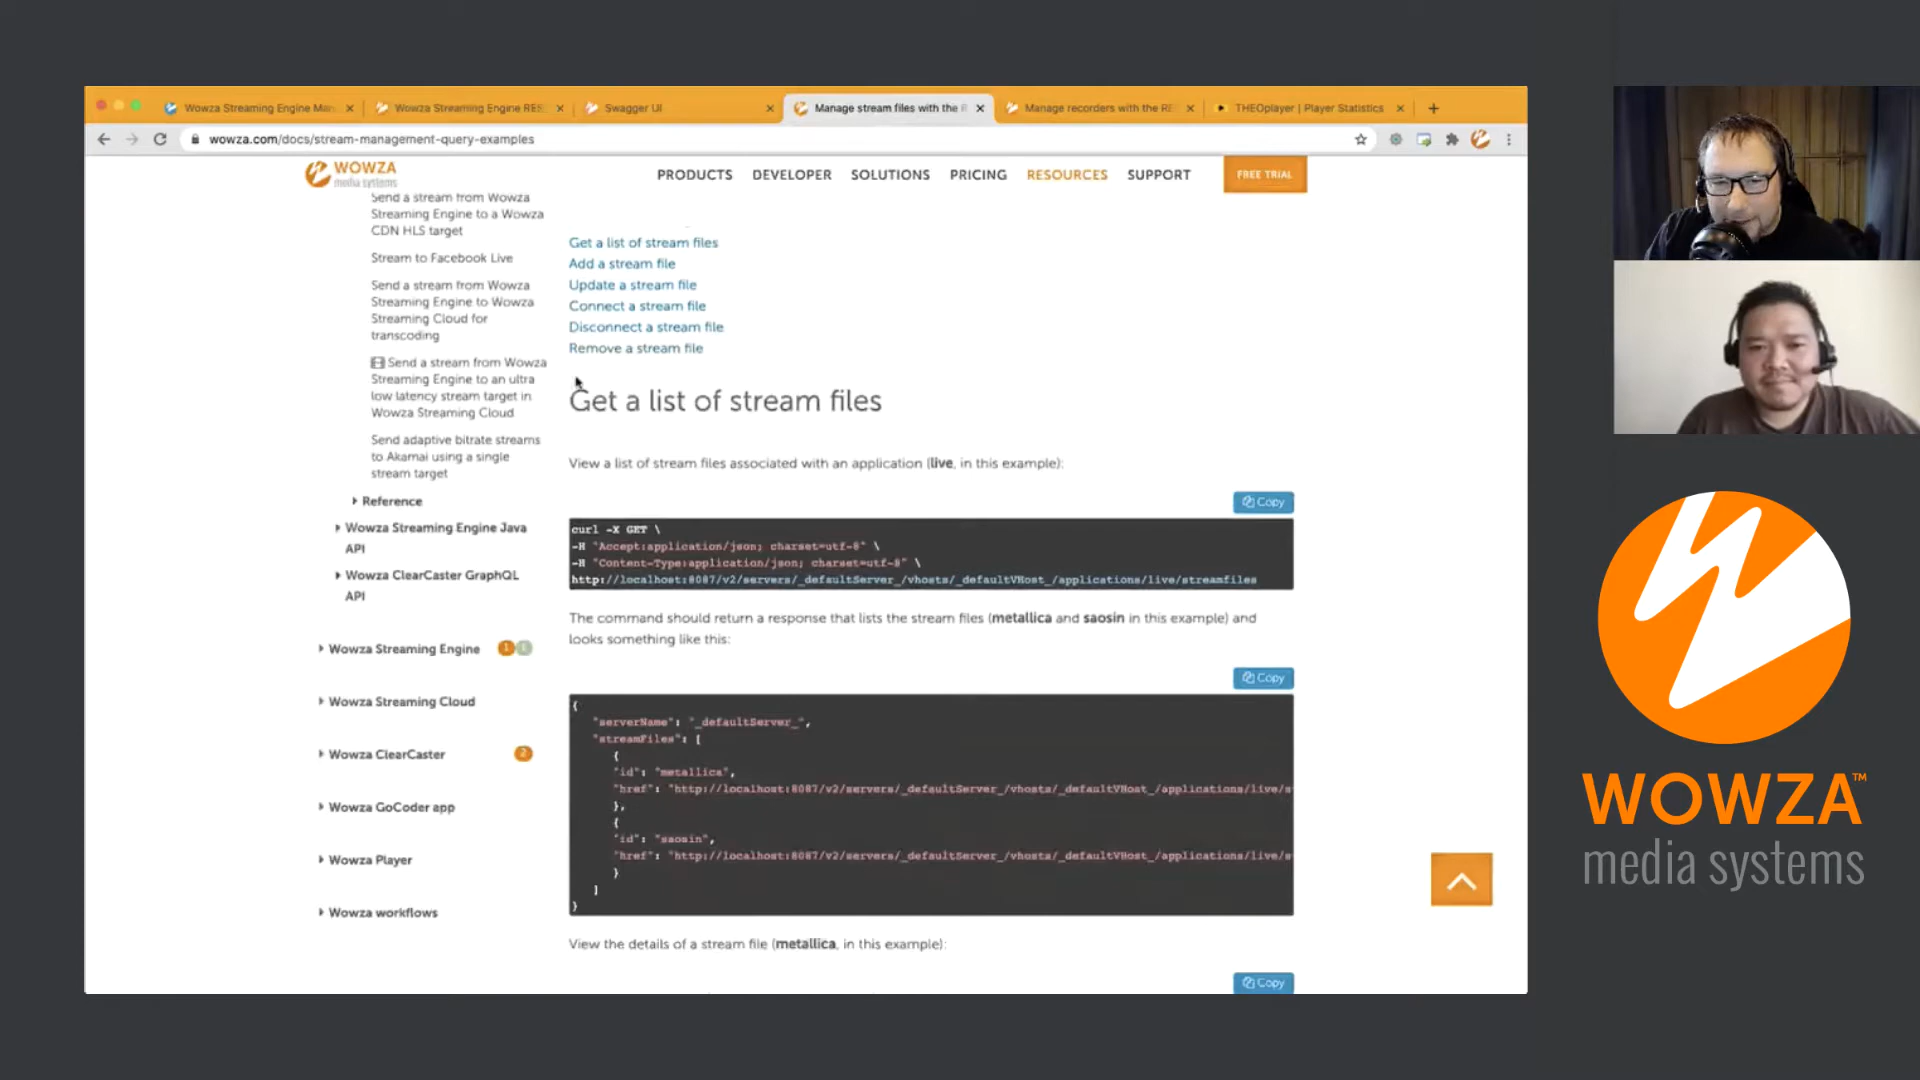 Wowza Streaming Engine Man
Wowza Streaming Engine RES
Swagger UI
Manage stream files with the R
Manage recorders with the RE
THEOplayer | Player Statistics
wowza.com/docs/stream-management-query-examples
WOWZA
media systems
PRODUCTS
DEVELOPER
SOLUTIONS
PRICING
RESOURCES
SUPPORT
FREE TRIAL
Send a stream from Wowza
Streaming Engine to a Wowza
CDN HLS target
Stream to Facebook Live
Send a stream from Wowza
Streaming Engine to Wowza
Streaming Cloud for
transcoding
Send a stream from Wowza
Streaming Engine to an ultra
low latency stream target in
Wowza Streaming Cloud
Send adaptive bitrate streams
to Akamai using a single
stream target
Reference
Wowza Streaming Engine Java
API
Wowza ClearCaster GraphQL
API
Wowza Streaming Engine 1
Wowza Streaming Cloud
Wowza ClearCaster 2
Wowza GoCoder app
Wowza Player
Wowza workflows
Get a list of stream files
Add a stream file
Update a stream file
Connect a stream file
Disconnect a stream file
Remove a stream file
Get a list of stream files
View a list of stream files associated with an application (live, in this example):
Copy
curl -X GET \
-H "Accept:application/json; charset=utf-8" \
-H "Content-Type:application/json; charset=utf-8" \
http://localhost:8087/v2/servers/_defaultServer_/vhosts/_defaultVHost_/applications/live/streamfiles
The command should return a response that lists the stream files (metallica and saosin in this example) and
looks something like this:
Copy
{
"serverName": "_defaultServer_",
"streamFiles": [
{
"id": "metallica",
"href": "http://localhost:8087/v2/servers/_defaultServer_/vhosts/_defaultVHost_/applications/live/s
},
{
"id": "saosin",
"href": "http://localhost:8087/v2/servers/_defaultServer_/vhosts/_defaultVHost_/applications/live/s
}
]
}
View the details of a stream file (metallica, in this example):
Copy
WOWZA™
media systems